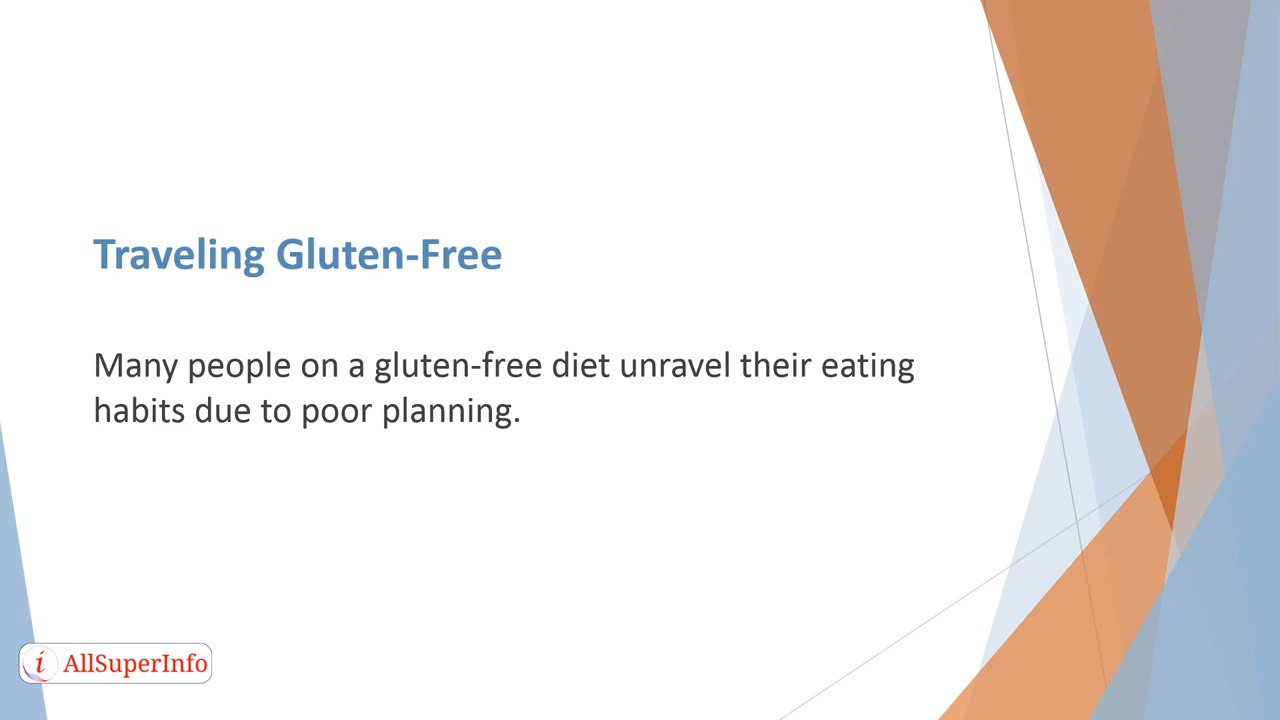 Traveling Gluten-Free
Many people on a gluten-free diet unravel their eating
habits due to poor planning.
i AllSuperInfo